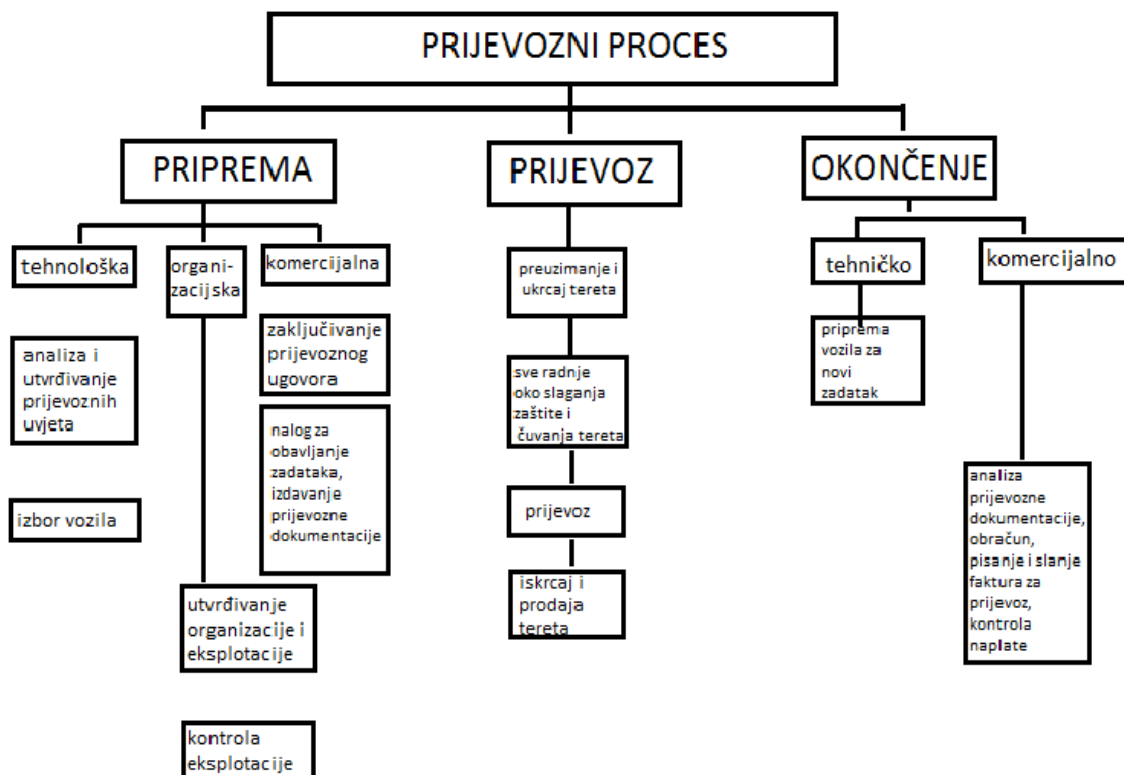 PRIJEVOZNI PROCES
PRIPREMA
PRIJEVOZ
OKONČENJE
tehnološka
organi-
zacijska
komercijalna
analiza i
utvrđivanje
prijevoznih
uvjeta
izbor vozila
zaključivanje
prijevoznog
ugovora
nalog za
obavljanje
zadataka,
izdavanje
prijevozne
dokumentacije
utvrđivanje
organizacije i
eksplotacije
kontrola
eksplotacije
preuzimanje i
ukrcaj tereta
sve radnje
oko slaganja
zaštite i
čuvanja tereta
prijevoz
iskrcaj i
prodaja
tereta
tehničko
komercijalno
priprema
vozila za
novi
zadatak
analiza
prijevozne
dokumentacije,
obračun,
pisanje i slanje
faktura za
prijevoz,
kontrola
naplate